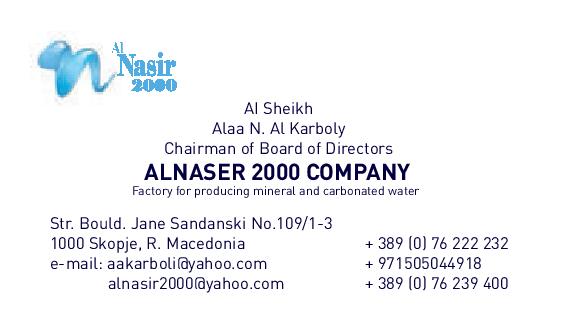 Al
Nasir
2000
Al Sheikh
Alaa N. Al Karboly
Chairman of Board of Directors
ALNASER 2000 COMPANY
Factory for producing mineral and carbonated water
Str. Bould. Jane Sandanski No.109/1-3
1000 Skopje, R. Macedonia + 389 (0) 76 222 232
e-mail: aakarboli@yahoo.com + 971505044918
alnasir2000@yahoo.com + 389 (0) 76 239 400